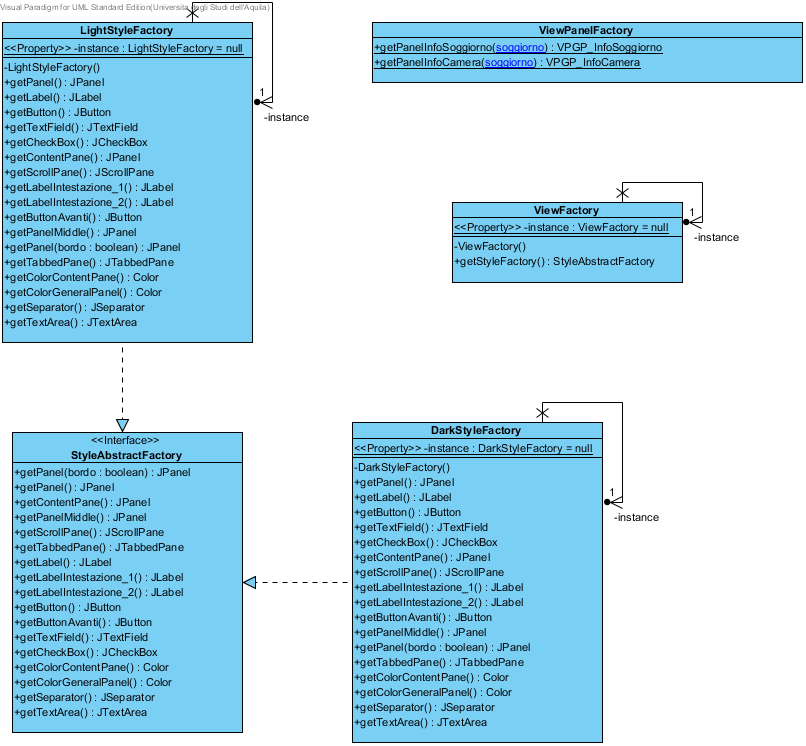 Visual Paradigm for UML Standard Edition(Universita degli Studi dell'Aquila)
LightStyleFactory
<<Property>> -instance : LightStyleFactory = null
-LightStyleFactory()
+getPanel() : JPanel
+getLabel() : JLabel
+getButton() : JButton
+getTextField() : JTextField
+getCheckBox() : JCheckBox
+getContentPane() : JPanel
+getScrollPane() : JScrollPane
+getLabelIntestazione_1() : JLabel
+getLabelIntestazione_2() : JLabel
+getButtonAvanti() : JButton
+getPanelMiddle() : JPanel
+getPanel(bordo : boolean) : JPanel
+getTabbedPane() : JTabbedPane
+getColorContentPane() : Color
+getColorGeneralPanel() : Color
+getSeparator() : JSeparator
+getTextArea() : JTextArea
1
-instance
ViewPanelFactory
+getPanelInfoSoggiorno(soggiorno) : VPGP_InfoSoggiorno
+getPanelInfoCamera(soggiorno) : VPGP_InfoCamera
ViewFactory
<<Property>> -instance : ViewFactory = null
-ViewFactory()
+getStyleFactory() : StyleAbstractFactory
1
-instance
<<Interface>>
StyleAbstractFactory
+getPanel(bordo : boolean) : JPanel
+getPanel() : JPanel
+getContentPane() : JPanel
+getPanelMiddle() : JPanel
+getScrollPane() : JScrollPane
+getTabbedPane() : JTabbedPane
+getLabel() : JLabel
+getLabelIntestazione_1() : JLabel
+getLabelIntestazione_2() : JLabel
+getButton() : JButton
+getButtonAvanti() : JButton
+getTextField() : JTextField
+getCheckBox() : JCheckBox
+getColorContentPane() : Color
+getColorGeneralPanel() : Color
+getSeparator() : JSeparator
+getTextArea() : JTextArea
DarkStyleFactory
<<Property>> -instance : DarkStyleFactory = null
-DarkStyleFactory()
+getPanel() : JPanel
+getLabel() : JLabel
+getButton() : JButton
+getTextField() : JTextField
+getCheckBox() : JCheckBox
+getContentPane() : JPanel
+getScrollPane() : JScrollPane
+getLabelIntestazione_1() : JLabel
+getLabelIntestazione_2() : JLabel
+getButtonAvanti() : JButton
+getPanelMiddle() : JPanel
+getPanel(bordo : boolean) : JPanel
+getTabbedPane() : JTabbedPane
+getColorContentPane() : Color
+getColorGeneralPanel() : Color
+getSeparator() : JSeparator
+getTextArea() : JTextArea
1
-instance